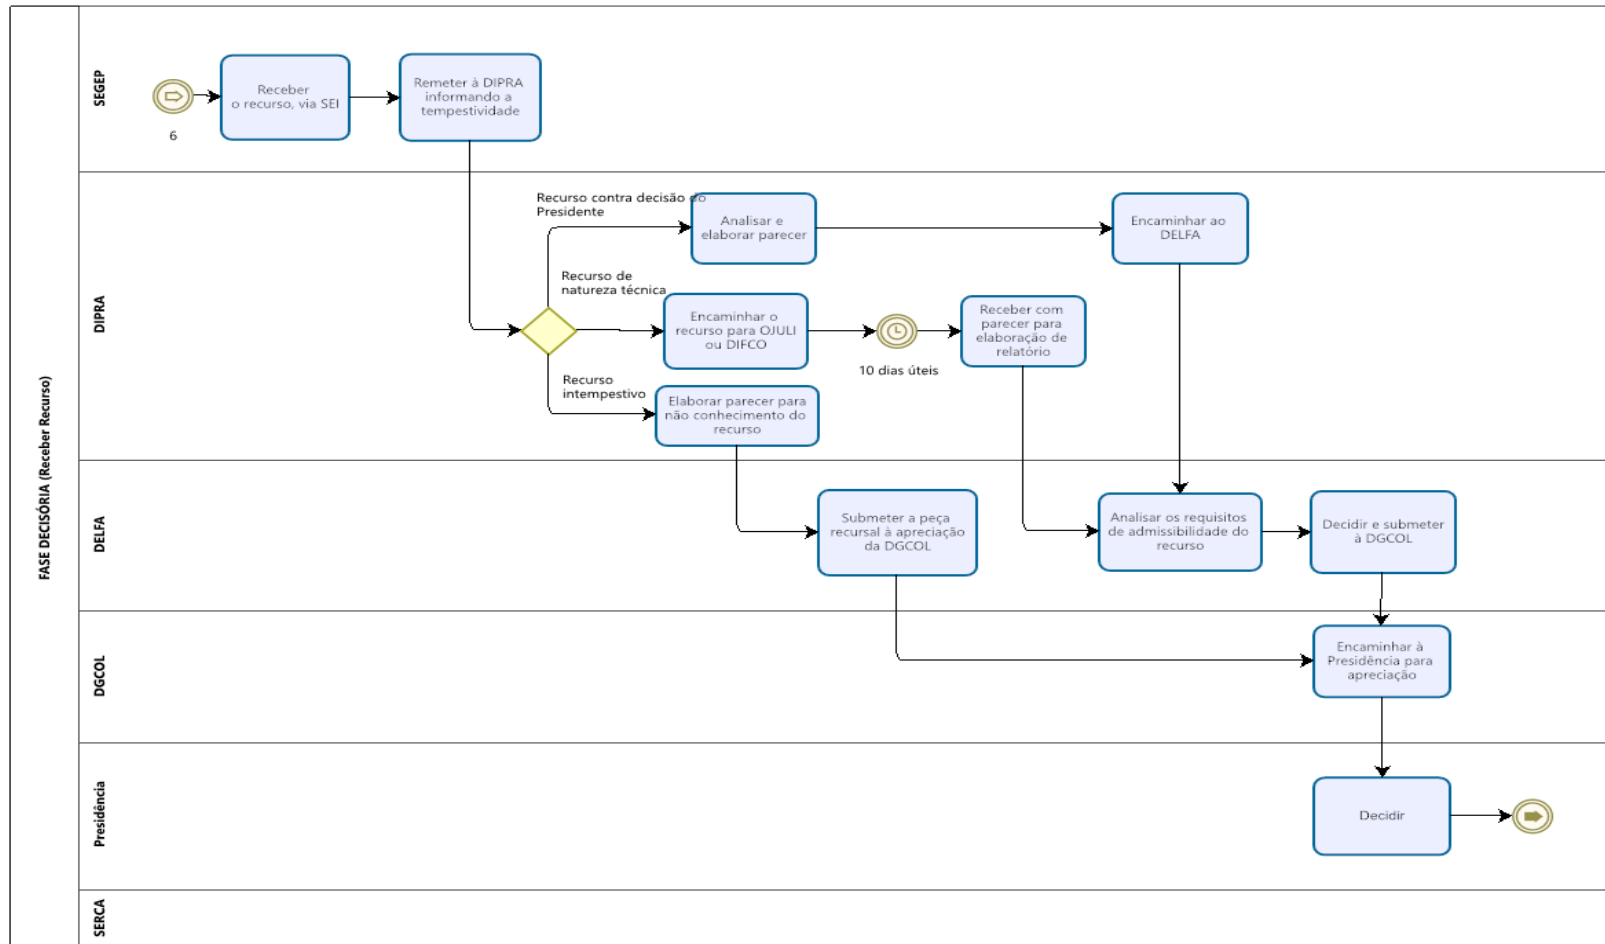 FASE DECISÓRIA (Receber Recurso)
SEGEP
6
Receber
o recurso, via SEI
Remeter à DIPRA
informando a
tempestividade
DIPRA
Recurso contra decisão do
Presidente
Analisar e
elaborar parecer
Encaminhar ao
DELFA
Recurso de
natureza técnica
Encaminhar o
recurso para OJULI
ou DIFCO
10 dias úteis
Receber com
parecer para
elaboração de
relatório
Recurso
intempestivo
Elaborar parecer para
não conhecimento do
recurso
DELFA
Submeter a peça
recursal à apreciação
da DGCOL
Analisar os requisitos
de admissibilidade do
recurso
Decidir e submeter
à DGCOL
DGCOL
Encaminhar à
Presidência para
apreciação
Presidência
Decidir
SERCA